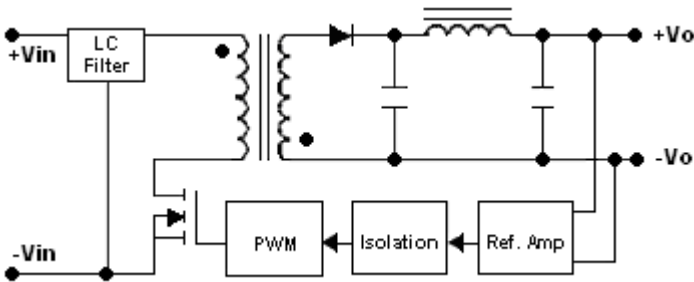 +Vin
LC
Filter
+Vo
-Vo
-Vin
PWM
Isolation
Ref. Amp